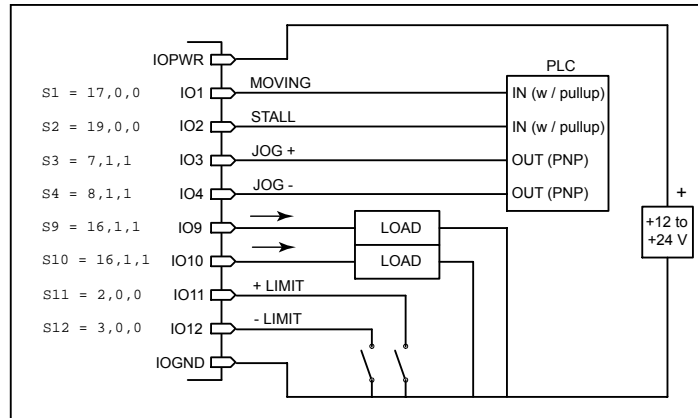 IOPWR
PLC
S1 = 17,0,0 IO1 MOVING IN (w / pullup)
S2 = 19,0,0 IO2 STALL IN (w / pullup)
S3 = 7,1,1 IO3 JOG + OUT (PNP)
S4 = 8,1,1 IO4 JOG - OUT (PNP)
+
S9 = 16,1,1 IO9 LOAD +12 to
+24 V
S10 = 16,1,1 IO10 LOAD
S11 = 2,0,0 IO11 + LIMIT
S12 = 3,0,0 IO12 - LIMIT
IOGND